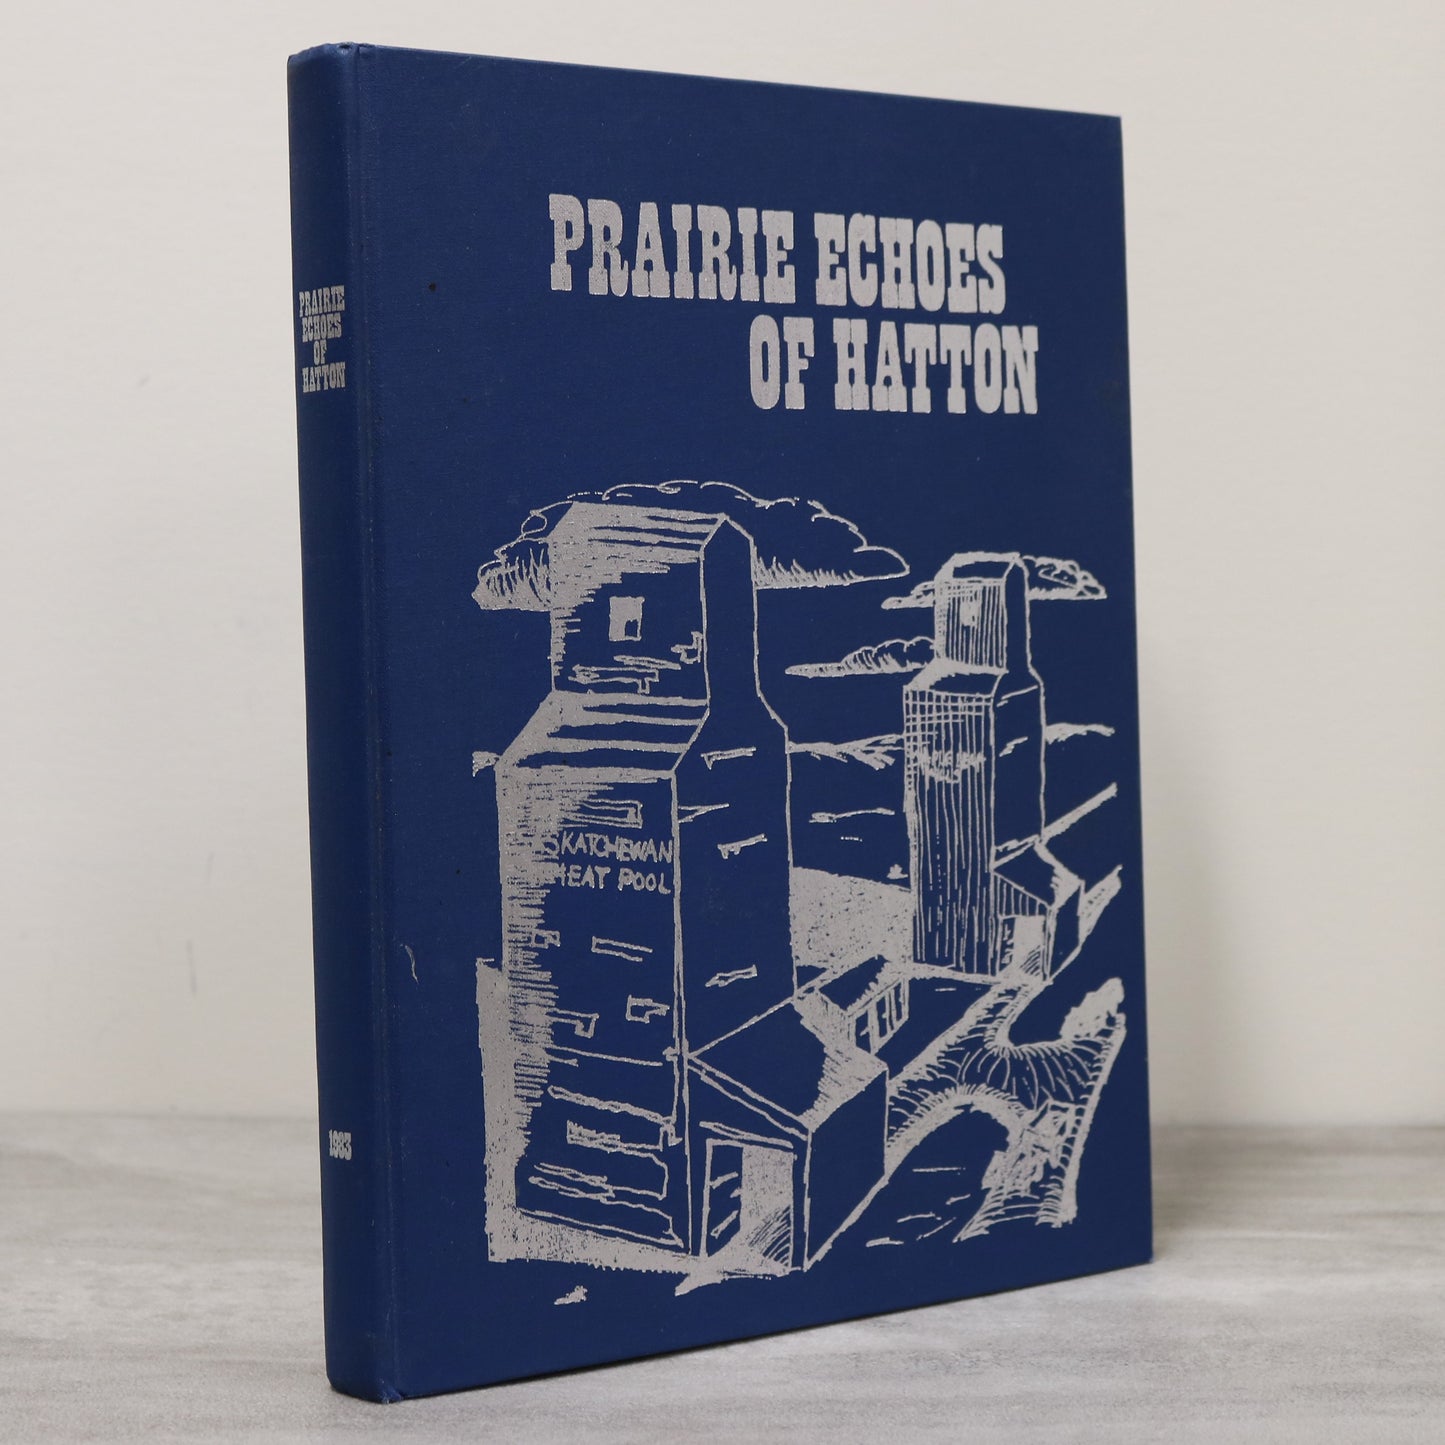 PRAIRIE ECHOES
OF HATTON
PRAIRIE
ECHOES
OF
HATTON
SKATCHEWAN
HEAT POOL
1983